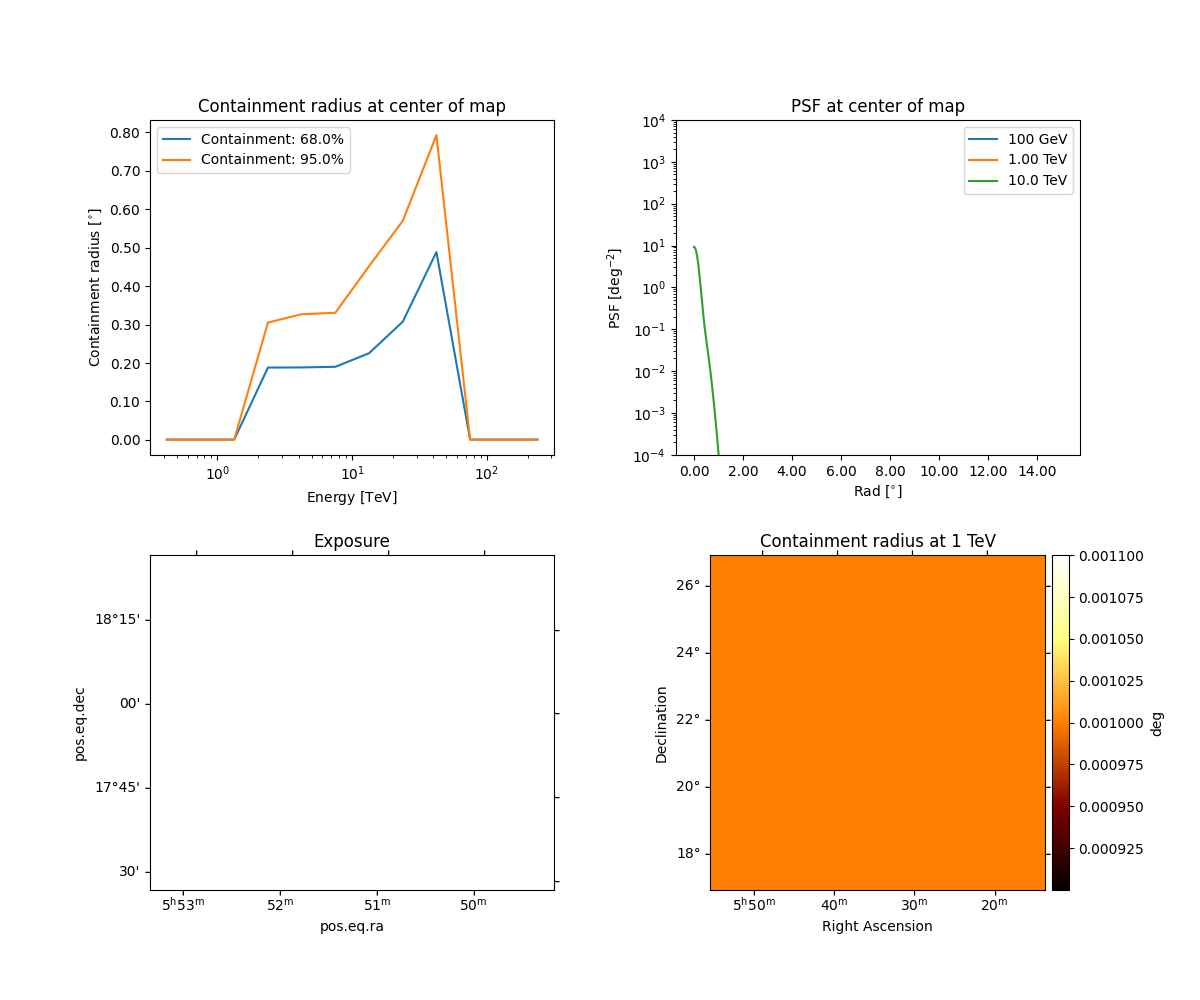 Containment radius at center of map
Containment: 68.0%
Containment: 95.0%
0.80
0.70
0.60
0.50
0.40
0.30
0.20
0.10
0.00
Containment radius [°]
10⁰
10¹
10²
Energy [TeV]
PSF at center of map
100 GeV
1.00 TeV
10.0 TeV
10⁴
10³
10²
10¹
10⁰
10⁻¹
10⁻²
10⁻³
10⁻⁴
PSF [deg⁻²]
0.00 2.00 4.00 6.00 8.00 10.00 12.00 14.00
Rad [°]
Exposure
18°15'
00'
17°45'
30'
pos.eq.dec
5ʰ53ᵐ 52ᵐ 51ᵐ 50ᵐ
pos.eq.ra
Containment radius at 1 TeV
26°
24°
22°
20°
18°
Declination
5ʰ50ᵐ 40ᵐ 30ᵐ 20ᵐ
Right Ascension
0.001100
0.001075
0.001050
0.001025
0.001000
0.000975
0.000950
0.000925
deg